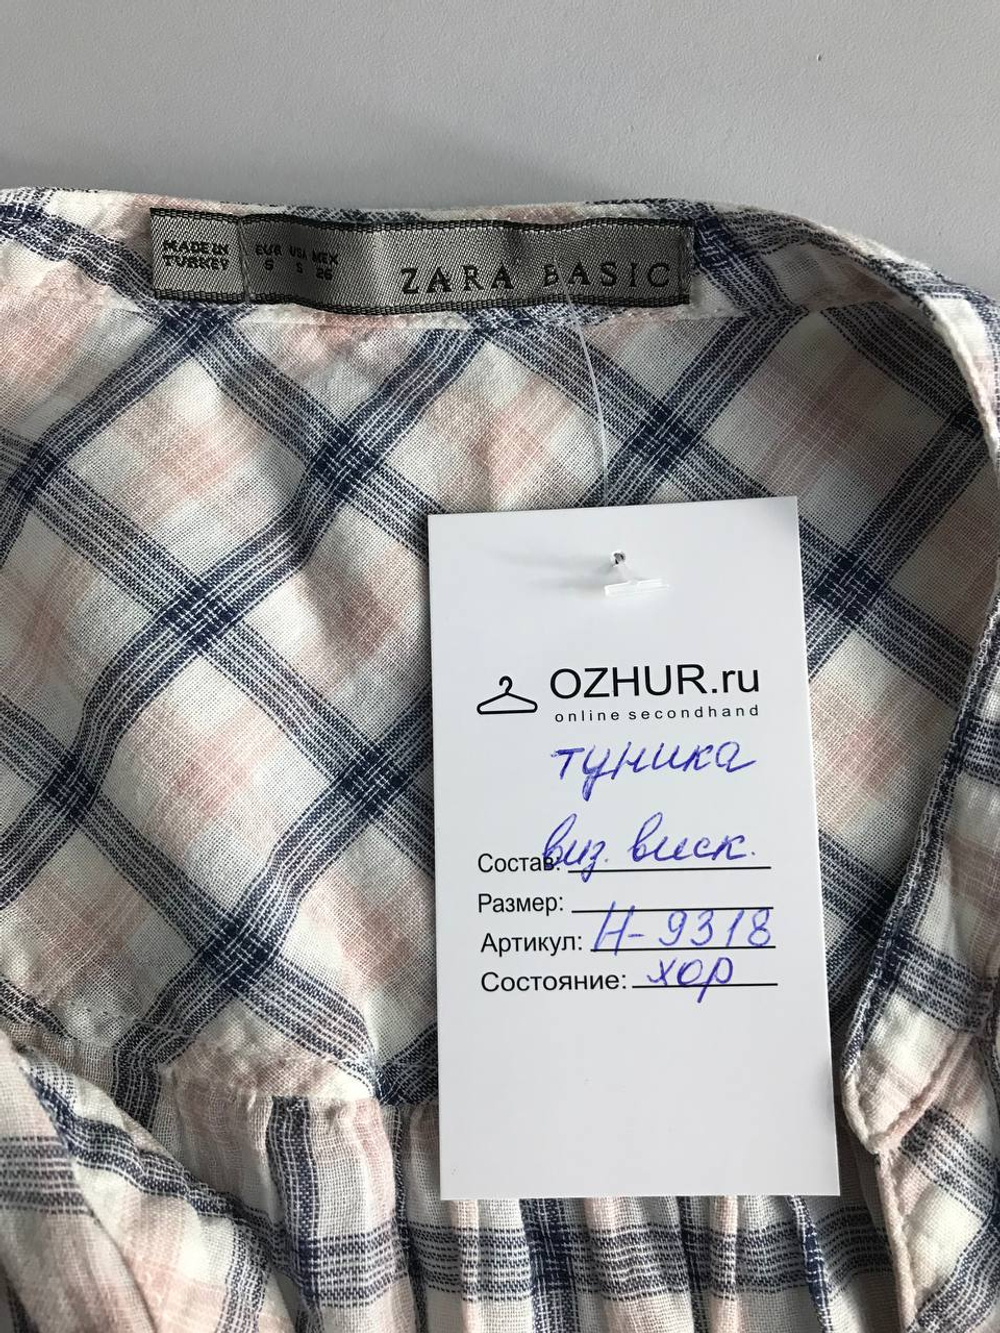 MADE IN
TURKEY
EUR USA MEX
S S 26
ZARA BASIC
OZHUR.ru
online secondhand
туника
Состав: виз. виск.
Размер:
Артикул: Н-9318
Состояние: хор